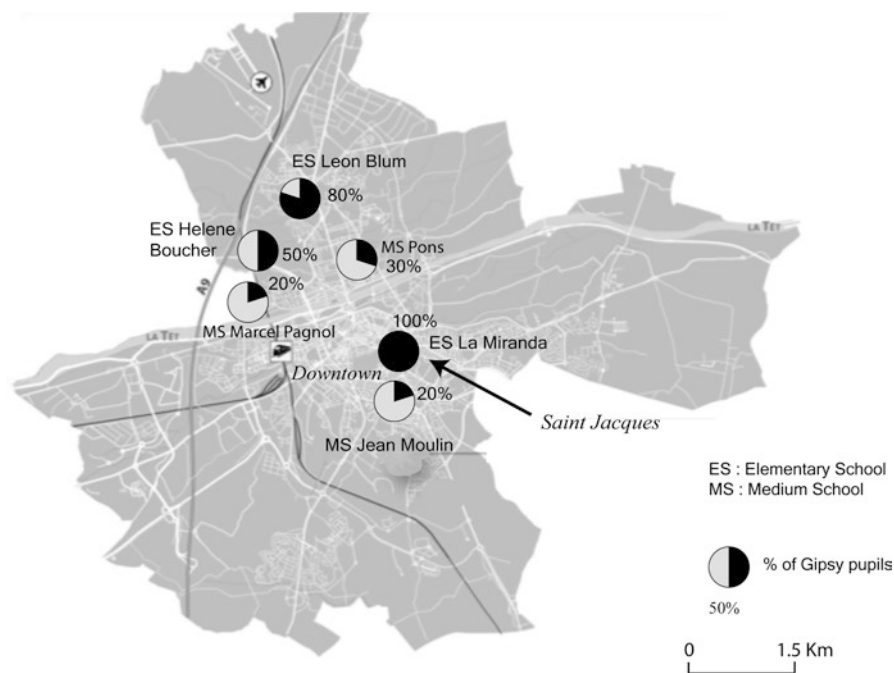 ES Leon Blum
80%
ES Helene
Boucher
50%
MS Pons
30%
LA TET
A9
20%
MS Marcel Pagnol
LA TET
100%
ES La Miranda
Downtown
20%
Saint Jacques
MS Jean Moulin
ES : Elementary School
MS : Medium School
% of Gipsy pupils
50%
0 1.5 Km